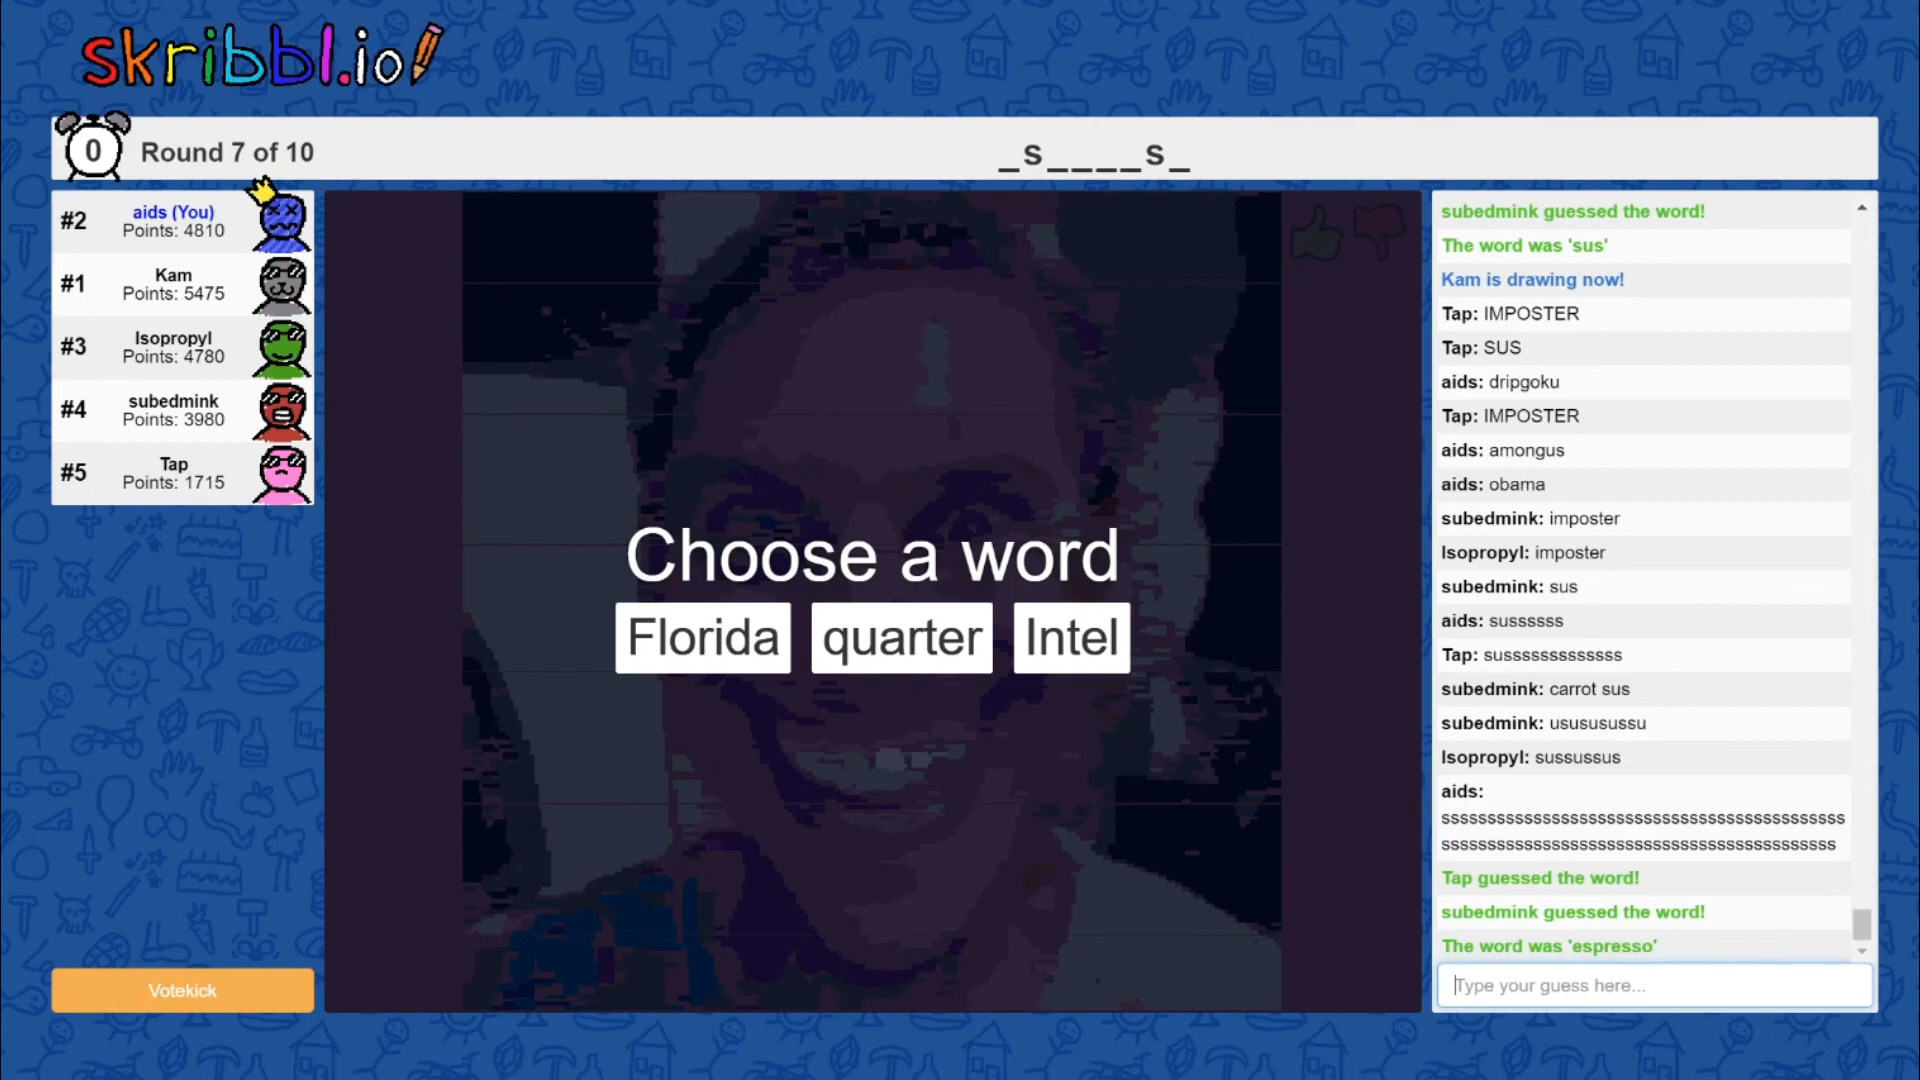 skribbl.io
0
Round 7 of 10
_s____s_
#2
aids (You)
Points: 4810
#1
Kam
Points: 5475
#3
Isopropyl
Points: 4780
#4
subedmink
Points: 3980
#5
Tap
Points: 1715
Votekick
Choose a word
Florida quarter Intel
subedmink guessed the word!
The word was 'sus'
Kam is drawing now!
Tap: IMPOSTER
Tap: SUS
aids: dripgoku
Tap: IMPOSTER
aids: amongus
aids: obama
subedmink: imposter
Isopropyl: imposter
subedmink: sus
aids: sussssss
Tap: susssssssssssss
subedmink: carrot sus
subedmink: usususussu
Isopropyl: sussussus
aids:
ssssssssssssssssssssssssssssssssssssssssssss
sssssssssssssssssssssssssssssssssssssssssss
Tap guessed the word!
subedmink guessed the word!
The word was 'espresso'
Type your guess here...